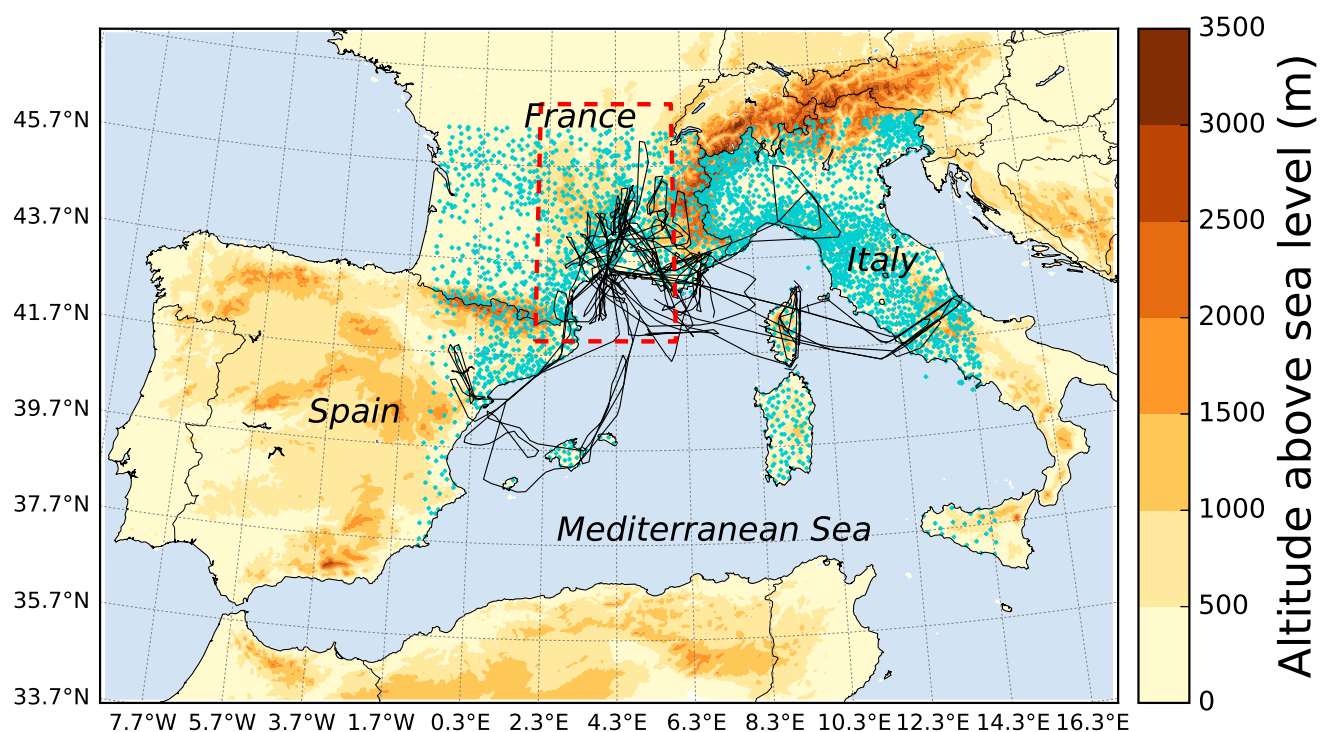 France
Italy
Spain
Mediterranean Sea
45.7°N
43.7°N
41.7°N
39.7°N
37.7°N
35.7°N
33.7°N
7.7°W 5.7°W 3.7°W 1.7°W 0.3°E 2.3°E 4.3°E 6.3°E 8.3°E 10.3°E 12.3°E 14.3°E 16.3°E
3500
3000
2500
2000
1500
1000
500
0
Altitude above sea level (m)